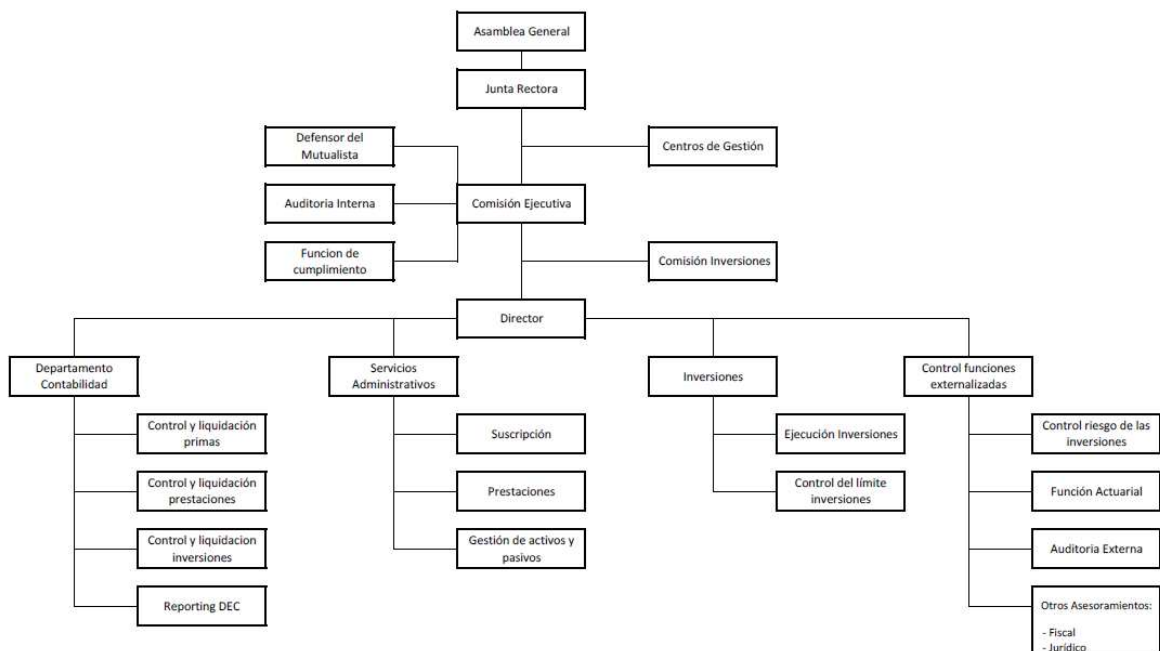 Asamblea General
Junta Rectora
Defensor del
Mutualista
Centros de Gestión
Auditoria Interna
Comisión Ejecutiva
Funcion de
cumplimiento
Comisión Inversiones
Director
Departamento
Contabilidad
Servicios
Administrativos
Inversiones
Control funciones
externalizadas
Control y liquidación
primas
Suscripción
Ejecución Inversiones
Control riesgo de las
inversiones
Control y liquidación
prestaciones
Prestaciones
Control del límite
inversiones
Función Actuarial
Control y liquidacion
inversiones
Gestión de activos y
pasivos
Auditoria Externa
Reporting DEC
Otros Asesoramientos:
- Fiscal
- Jurídico